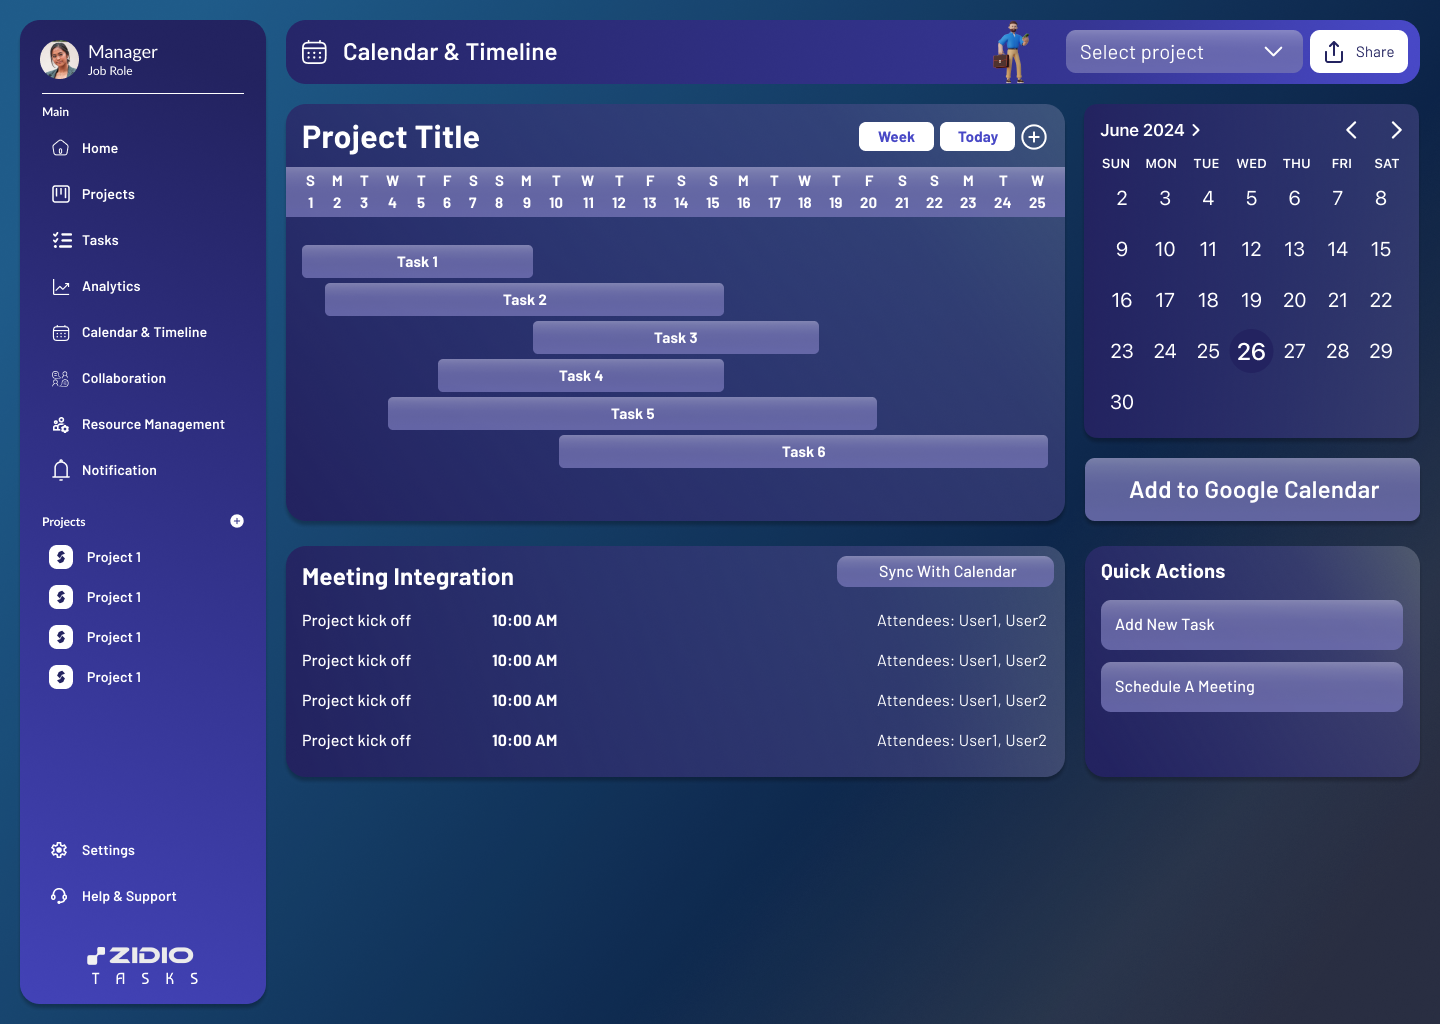 Manager
Job Role
Main
Home
Projects
Tasks
Analytics
Calendar & Timeline
Collaboration
Resource Management
Notification
Projects
Project 1
Project 1
Project 1
Project 1
Settings
Help & Support
ZIDIO
TASKS
Calendar & Timeline
Select project
Share
Project Title
Week
Today
S M T W T F S S M T W T F S S M T W T F S S M T W
1 2 3 4 5 6 7 8 9 10 11 12 13 14 15 16 17 18 19 20 21 22 23 24 25
Task 1
Task 2
Task 3
Task 4
Task 5
Task 6
June 2024
SUN MON TUE WED THU FRI SAT
2 3 4 5 6 7 8
9 10 11 12 13 14 15
16 17 18 19 20 21 22
23 24 25 26 27 28 29
30
Add to Google Calendar
Meeting Integration
Sync With Calendar
Project kick off 10:00 AM Attendees: User1, User2
Project kick off 10:00 AM Attendees: User1, User2
Project kick off 10:00 AM Attendees: User1, User2
Project kick off 10:00 AM Attendees: User1, User2
Quick Actions
Add New Task
Schedule A Meeting